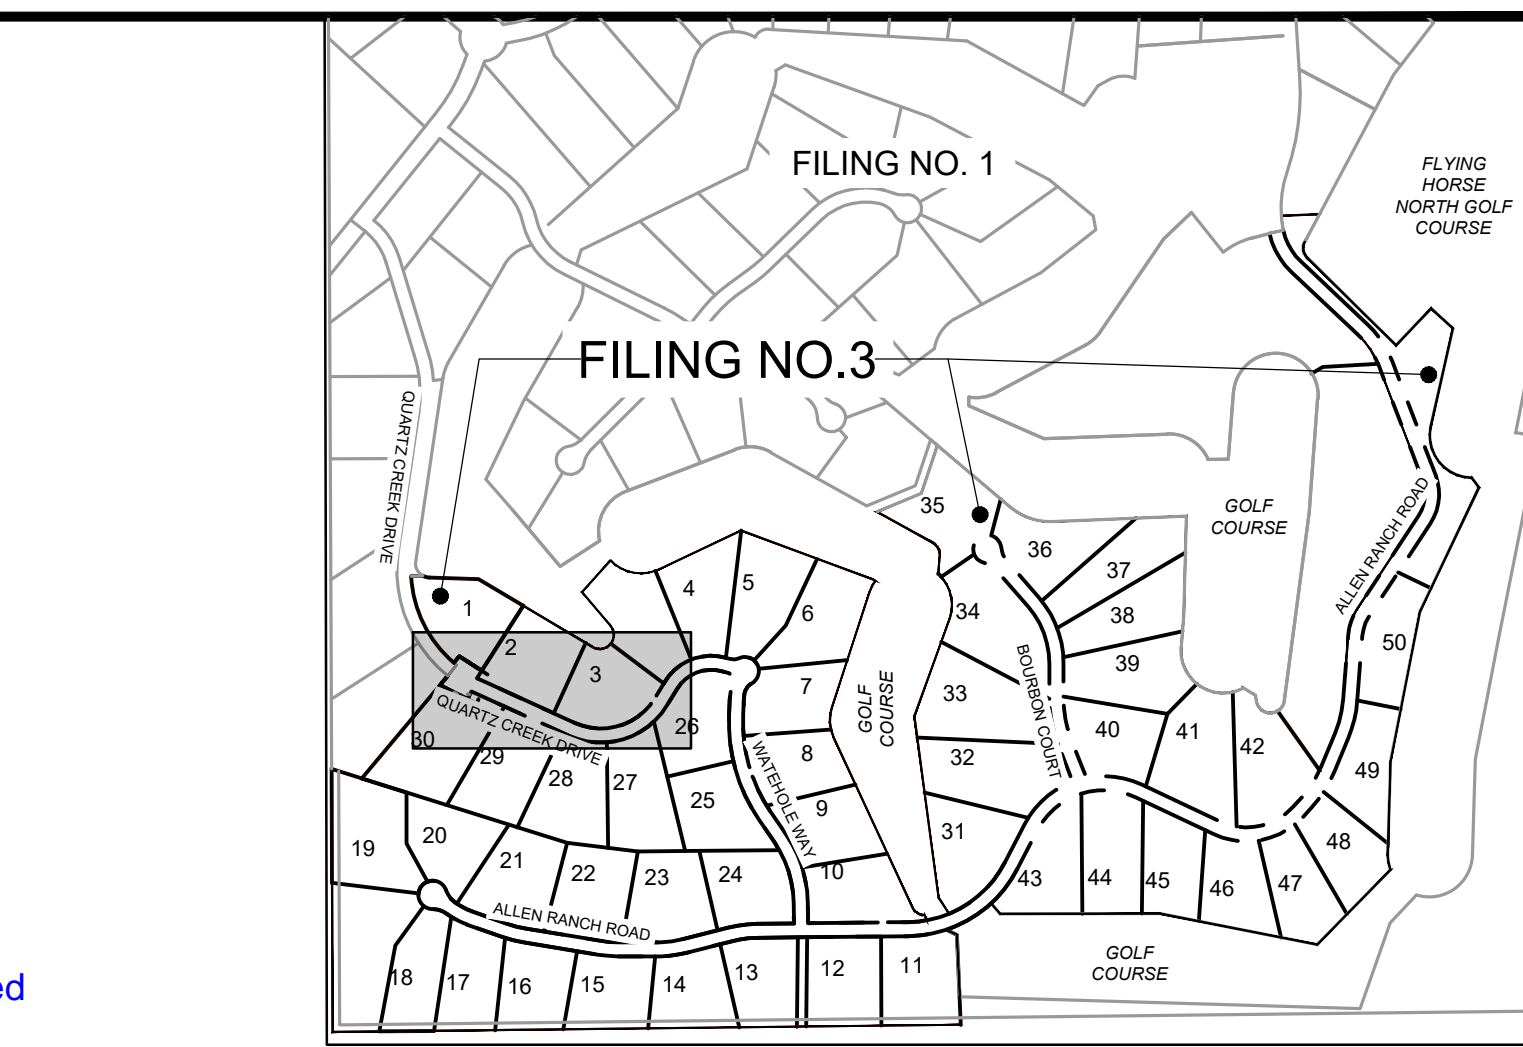 FILING NO. 1
FLYING
HORSE
NORTH GOLF
COURSE
FILING NO.3
QUARTZ CREEK DRIVE
GOLF
COURSE
ALLEN RANCH ROAD
35
36
37
38
39
34
33
32
31
BOURBON COURT
40
41
42
50
49
48
1
2
3
4
5
6
7
8
9
10
GOLF
COURSE
QUARTZ CREEK DRIVE
WATEHOLE WAY
30
29
28
27
26
25
19
20
21
22
23
24
ALLEN RANCH ROAD
43
44
45
46
47
18
17
16
15
14
13
12
11
GOLF
COURSE
ed